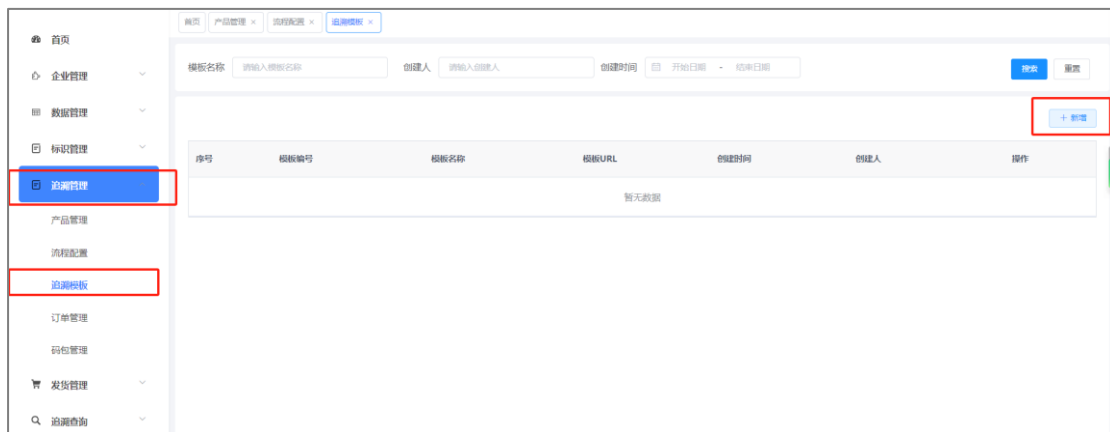 首页 产品管理 × 流程配置 × 追溯模板 ×
首页
企业管理
数据管理
标识管理
追溯管理
产品管理
流程配置
追溯模板
订单管理
码包管理
发货管理
追溯查询
模板名称 请输入模板名称 创建人 请输入创建人 创建时间 开始日期 - 结束日期 搜索 重置
+ 新增
序号 模板编号 模板名称 模板URL 创建时间 创建人 操作
暂无数据